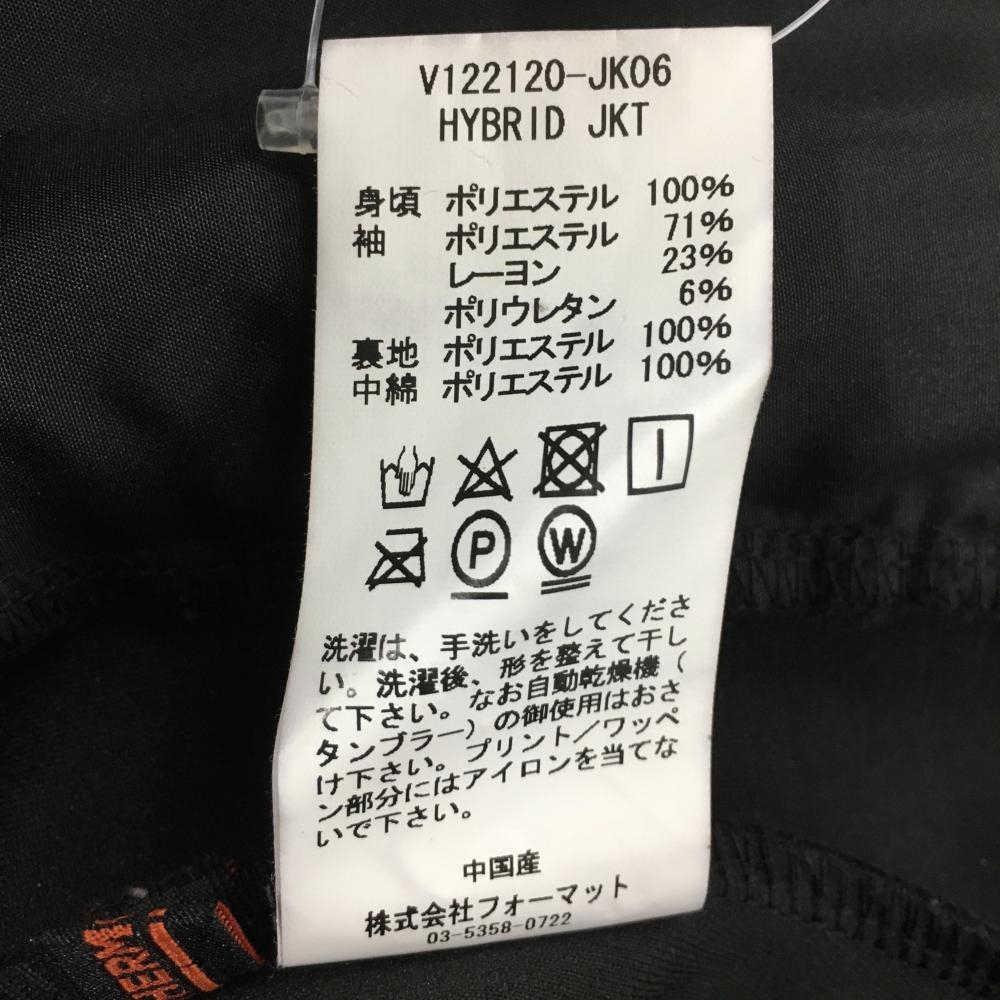 V122120-JK06
HYBRID JKT
身頃 ポリエステル 100%
袖 ポリエステル 71%
レーヨン 23%
ポリウレタン 6%
裏地 ポリエステル 100%
中綿 ポリエステル 100%
P W
洗濯は、手洗いをしてくださ
い。洗濯後、形を整えて干し
て下さい。なお自動乾燥機(
タンブラー)の御使用はおさ
け下さい。プリント/ワッペ
ン部分にはアイロンを当てな
いで下さい。
中国産
株式会社フォーマット
03-5358-0722